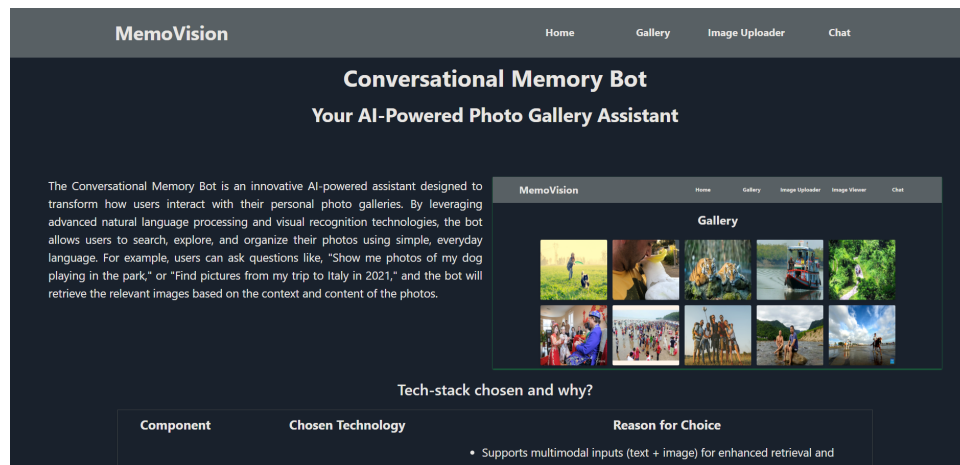 MemoVision
Home Gallery Image Uploader Chat
Conversational Memory Bot
Your AI-Powered Photo Gallery Assistant
The Conversational Memory Bot is an innovative AI-powered assistant designed to
transform how users interact with their personal photo galleries. By leveraging
advanced natural language processing and visual recognition technologies, the bot
allows users to search, explore, and organize their photos using simple, everyday
language. For example, users can ask questions like, "Show me photos of my dog
playing in the park," or "Find pictures from my trip to Italy in 2021," and the bot will
retrieve the relevant images based on the context and content of the photos.
MemoVision
Home Gallery Image Uploader Image Viewer Chat
Gallery
Tech-stack chosen and why?
Component Chosen Technology Reason for Choice
• Supports multimodal inputs (text + image) for enhanced retrieval and